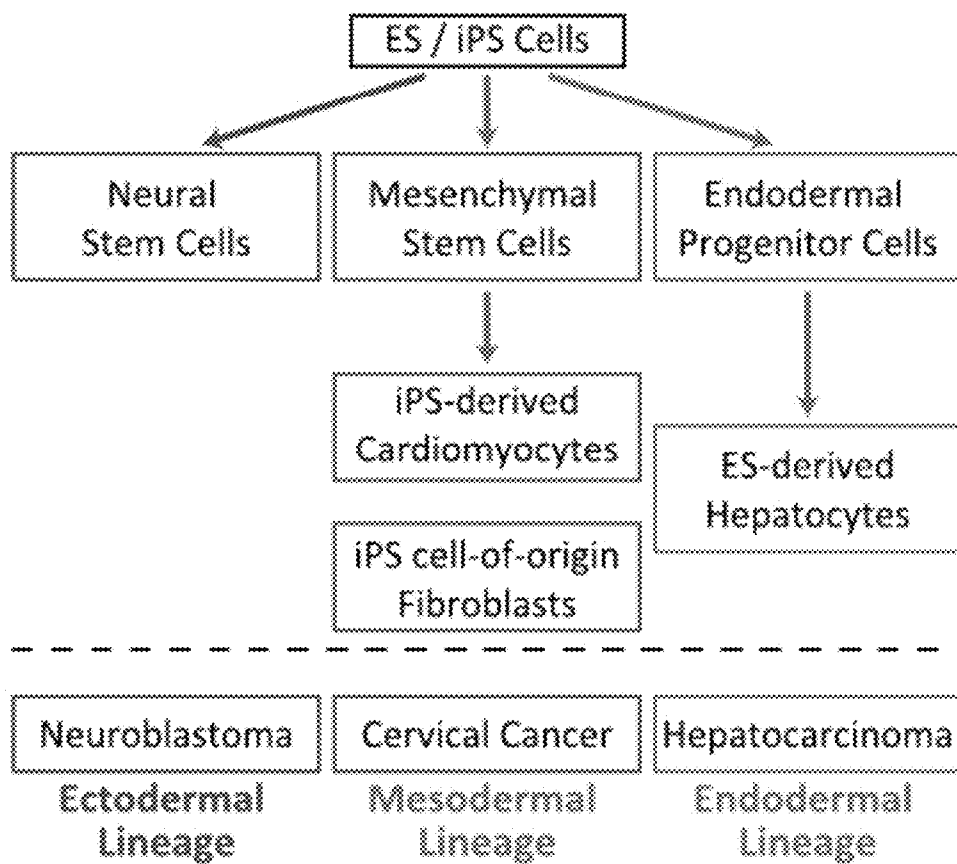 ES / iPS Cells
Neural
Stem Cells
Mesenchymal
Stem Cells
Endodermal
Progenitor Cells
iPS-derived
Cardiomyocytes
ES-derived
Hepatocytes
iPS cell-of-origin
Fibroblasts
Neuroblastoma
Cervical Cancer
Hepatocarcinoma
Ectodermal
Lineage
Mesodermal
Lineage
Endodermal
Lineage